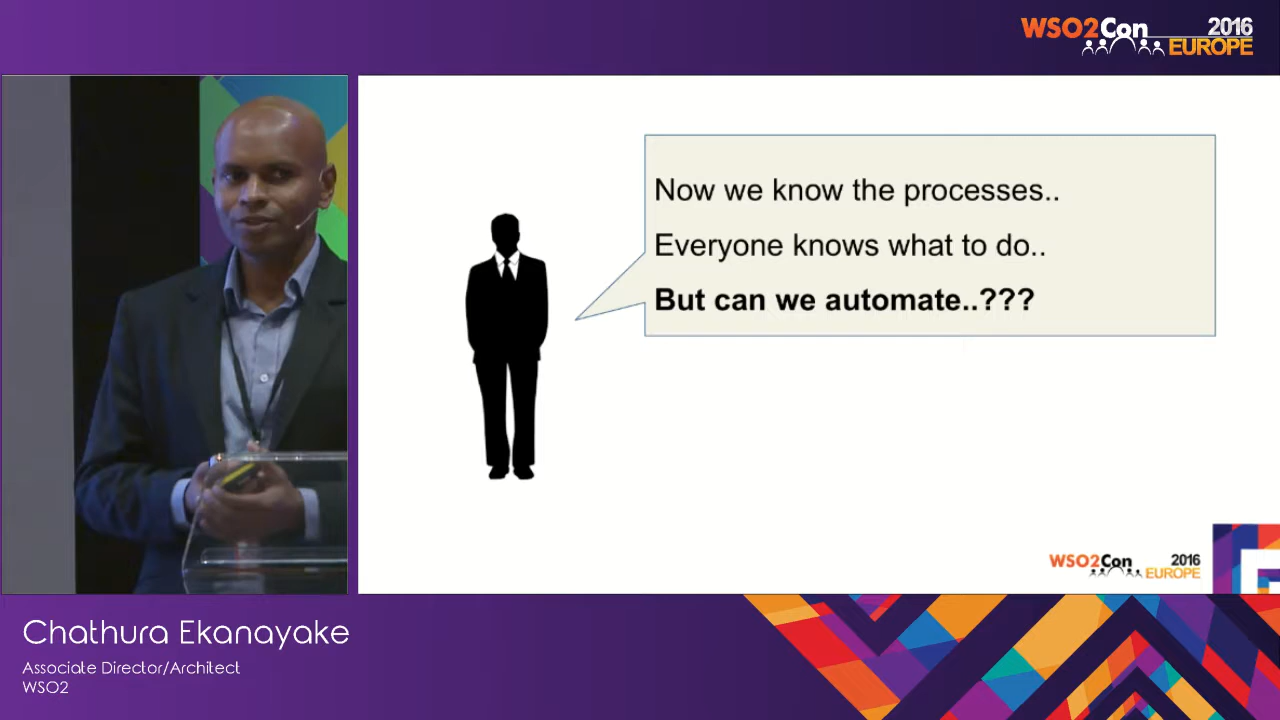 WSO2Con 2016
EUROPE
Now we know the processes..
Everyone knows what to do..
But can we automate..???
WSO2Con 2016
EUROPE
Chathura Ekanayake
Associate Director/Architect
WSO2